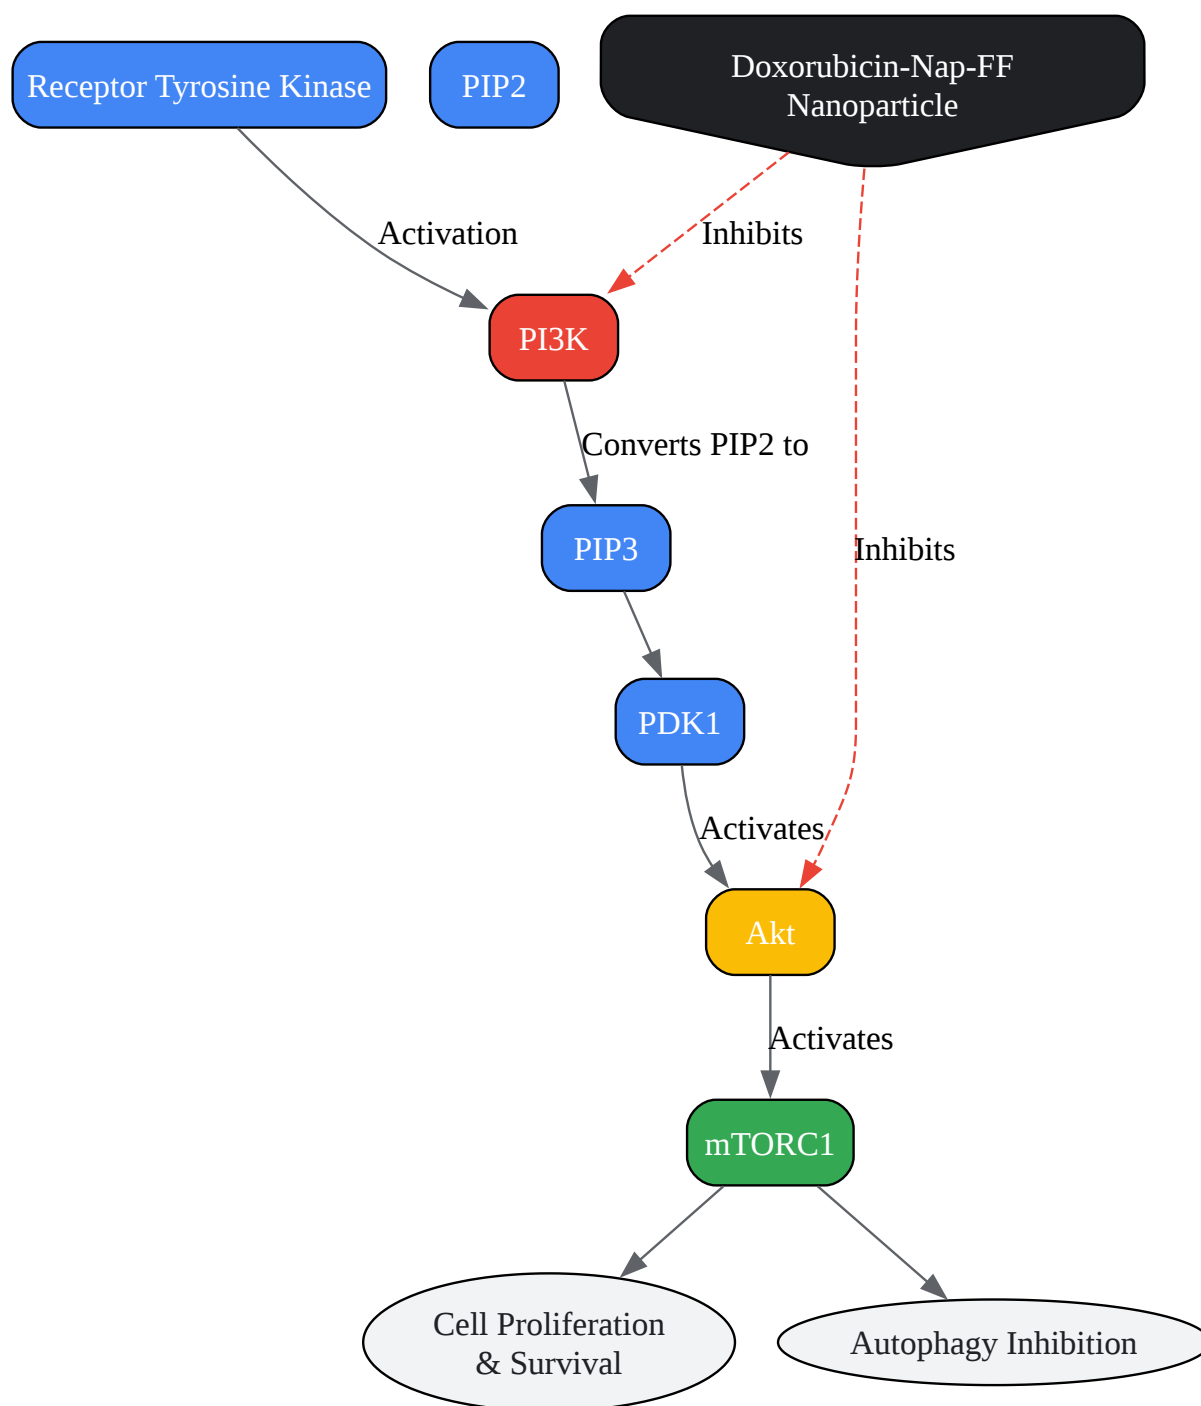 Receptor Tyrosine Kinase
PIP2
Doxorubicin-Nap-FF
Nanoparticle
Activation
Inhibits
PI3K
Converts PIP2 to
PIP3
Inhibits
PDK1
Activates
Akt
Activates
mTORC1
Cell Proliferation
& Survival
Autophagy Inhibition